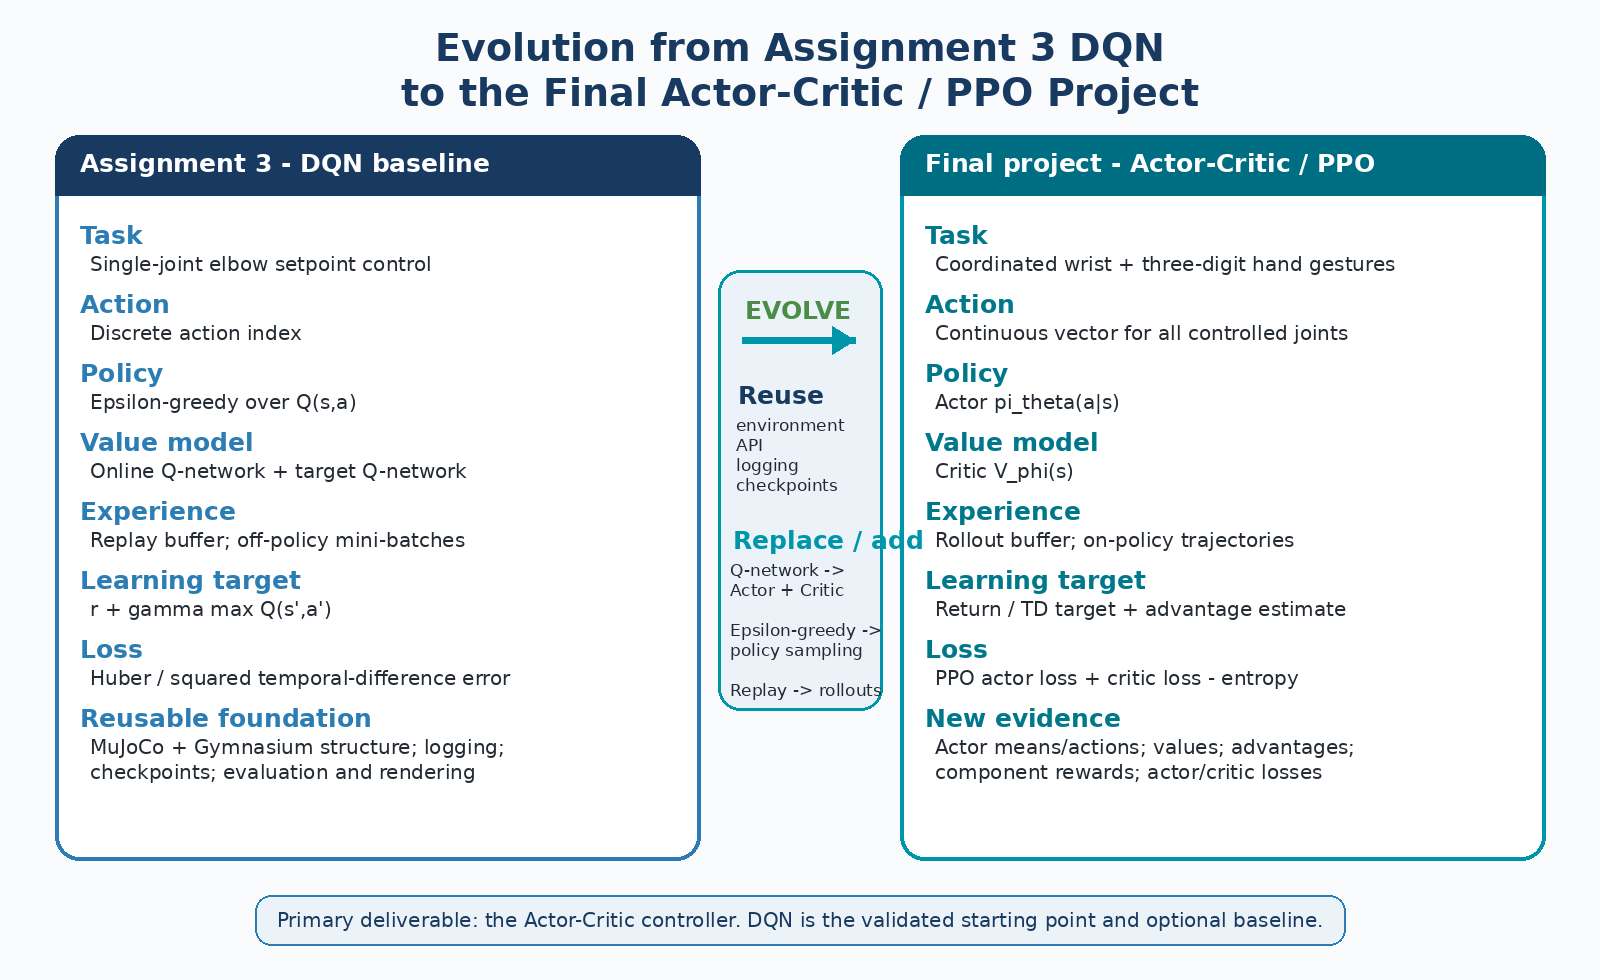 Evolution from Assignment 3 DQN
to the Final Actor-Critic / PPO Project
Assignment 3 - DQN baseline
Task
Single-joint elbow setpoint control
Action
Discrete action index
Policy
Epsilon-greedy over Q(s,a)
Value model
Online Q-network + target Q-network
Experience
Replay buffer; off-policy mini-batches
Learning target
r + gamma max Q(s',a')
Loss
Huber / squared temporal-difference error
Reusable foundation
MuJoCo + Gymnasium structure; logging;
checkpoints; evaluation and rendering
EVOLVE
Reuse
environment
API
logging
checkpoints
Replace / add
Q-network ->
Actor + Critic
Epsilon-greedy ->
policy sampling
Replay -> rollouts
Final project - Actor-Critic / PPO
Task
Coordinated wrist + three-digit hand gestures
Action
Continuous vector for all controlled joints
Policy
Actor pi_theta(a|s)
Value model
Critic V_phi(s)
Experience
Rollout buffer; on-policy trajectories
Learning target
Return / TD target + advantage estimate
Loss
PPO actor loss + critic loss - entropy
New evidence
Actor means/actions; values; advantages;
component rewards; actor/critic losses
Primary deliverable: the Actor-Critic controller. DQN is the validated starting point and optional baseline.